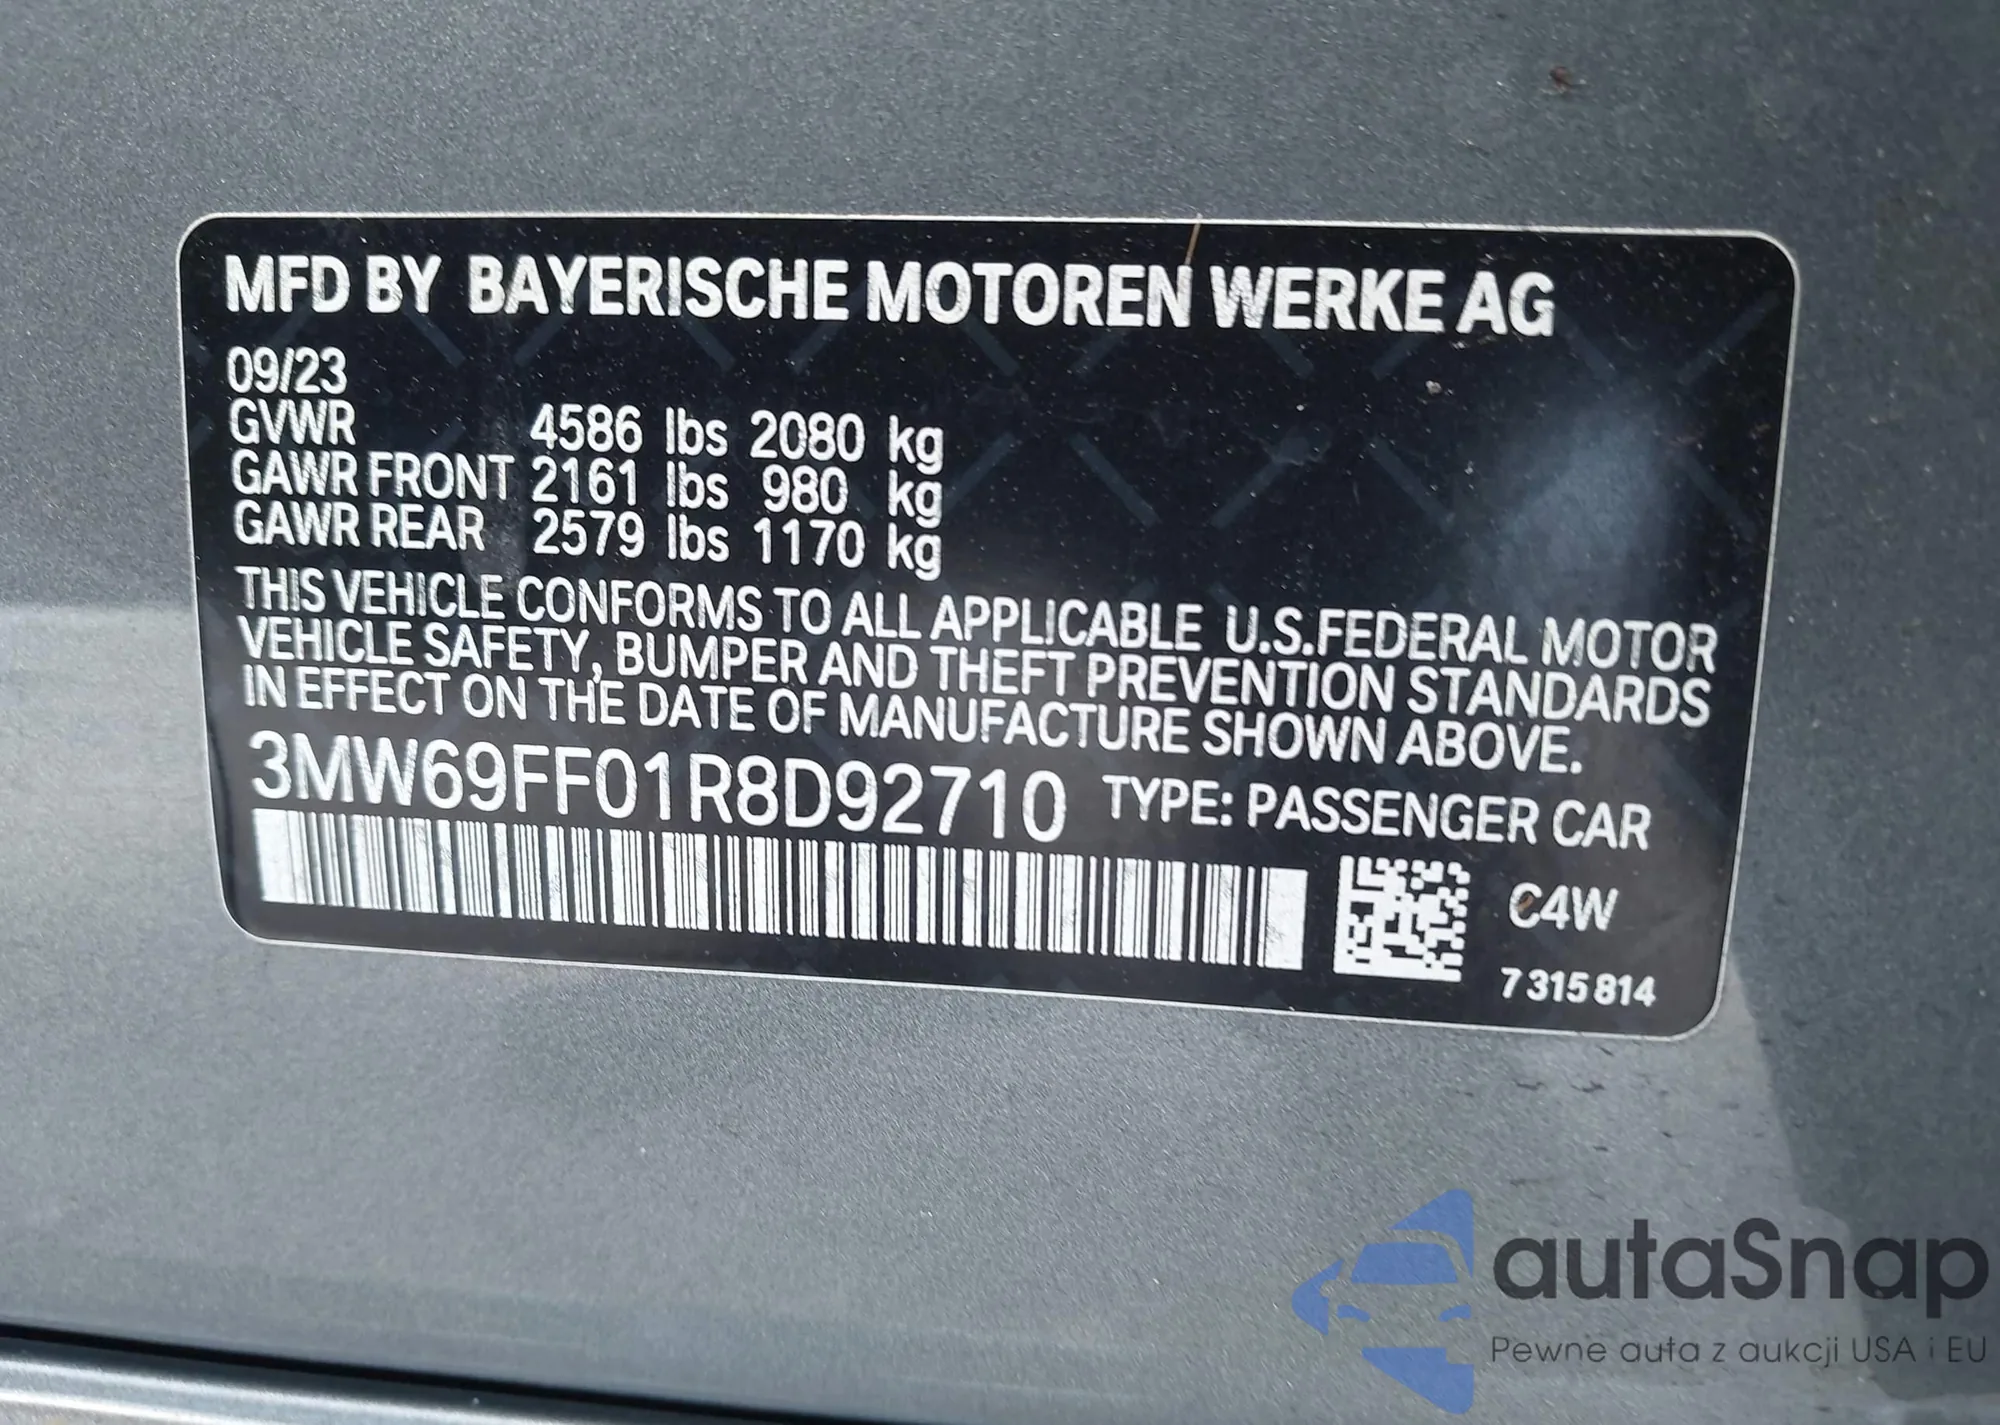 MFD BY BAYERISCHE MOTOREN WERKE AG
09/23
GVWR 4586 lbs 2080 kg
GAWR FRONT 2161 lbs 980 kg
GAWR REAR 2579 lbs 1170 kg
THIS VEHICLE CONFORMS TO ALL APPLICABLE U.S.FEDERAL MOTOR
VEHICLE SAFETY, BUMPER AND THEFT PREVENTION STANDARDS
IN EFFECT ON THE DATE OF MANUFACTURE SHOWN ABOVE.
3MW69FF01R8D92710 TYPE: PASSENGER CAR
C4W
7 315 814
autaSnap
Pewne auta z aukcji USA i EU